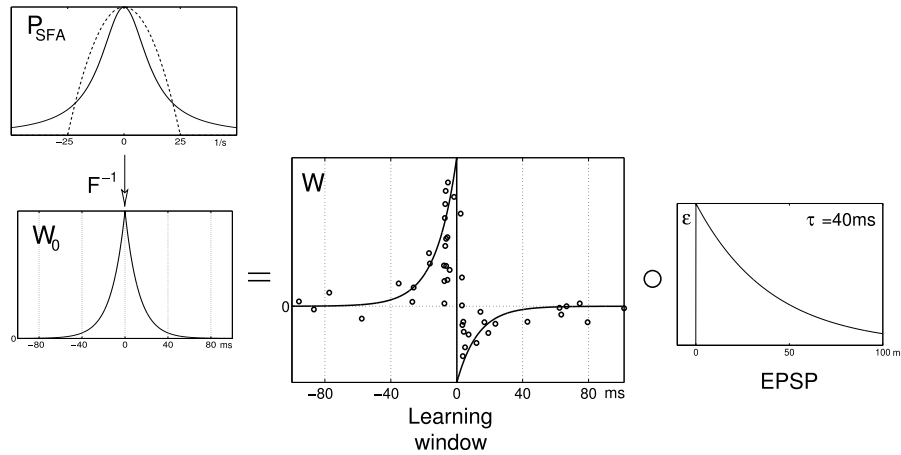 P_SFA
−25 0 25 1/s
F⁻¹
W₀
0
−80 −40 0 40 80 ms
=
W
0
−80 −40 0 40 80 ms
Learning
window
ε τ =40ms
0 50 100 m
EPSP